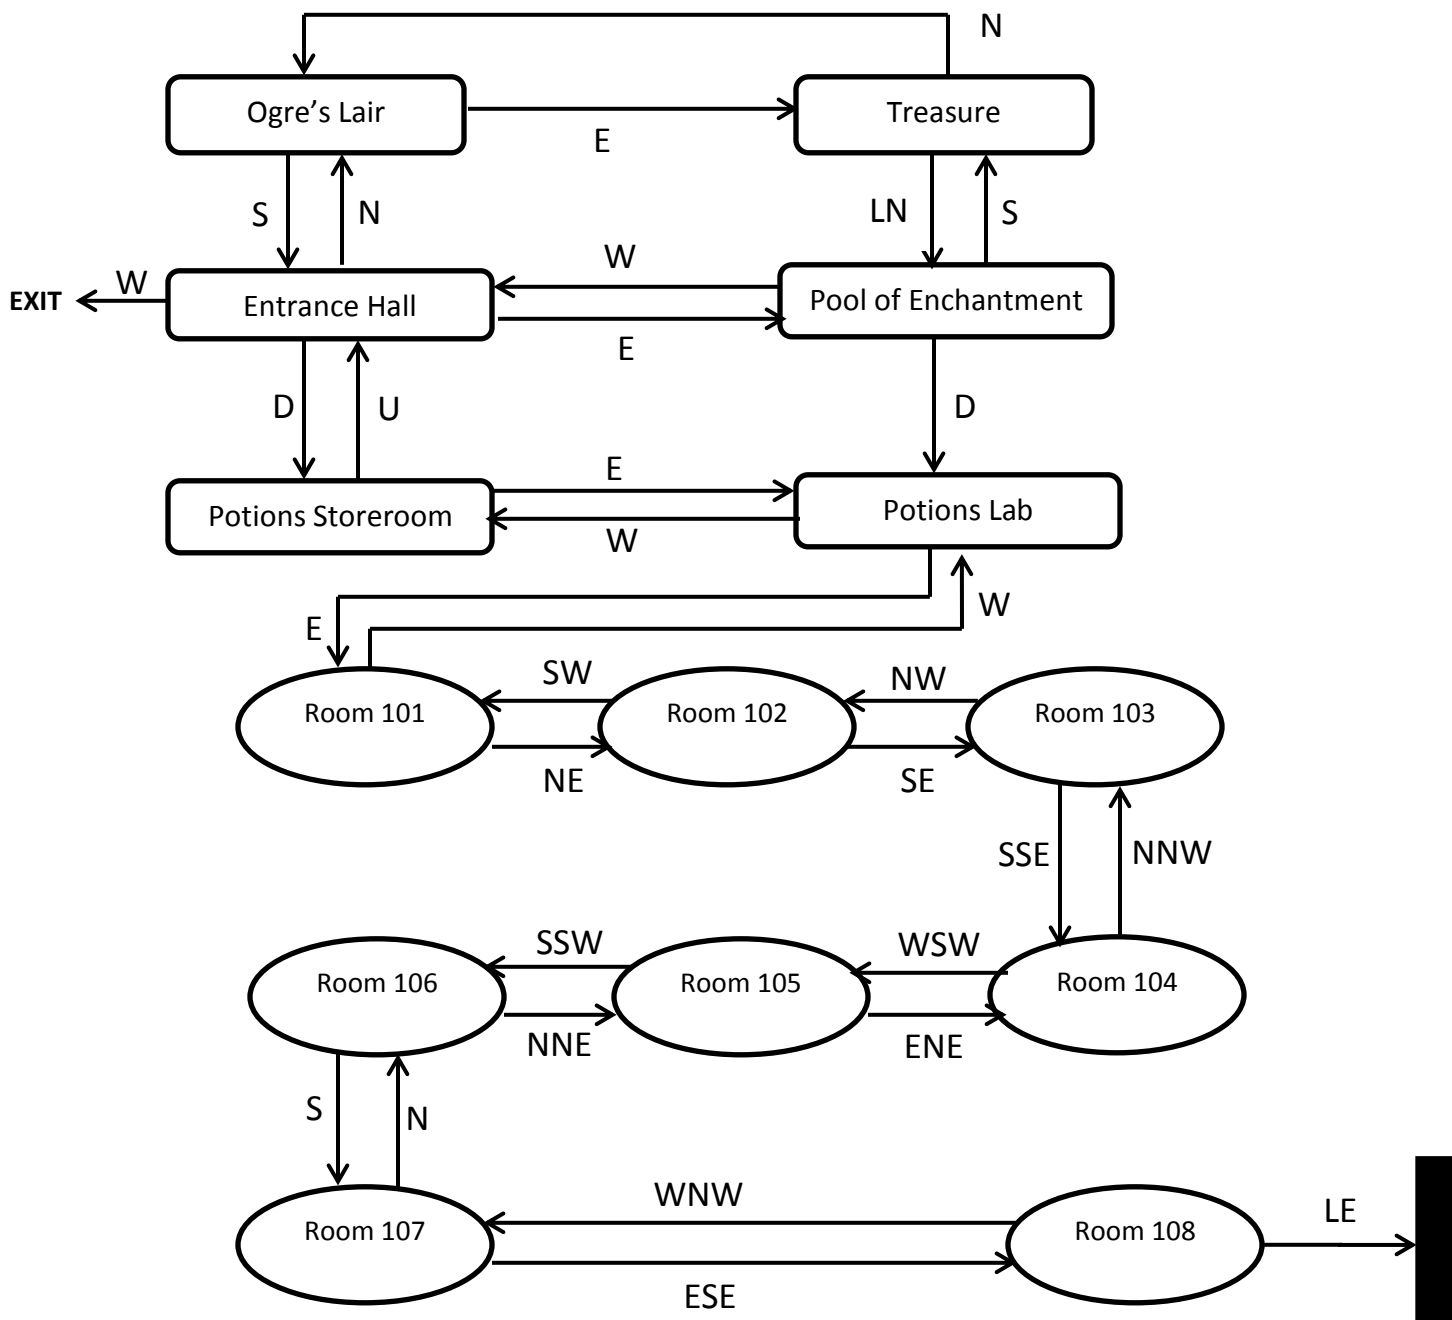 N
Ogre’s Lair
Treasure
E
S
N
LN
S
W
W
EXIT
Entrance Hall
Pool of Enchantment
E
D
U
D
E
Potions Storeroom
Potions Lab
W
W
E
SW
NW
Room 101
Room 102
Room 103
NE
SE
SSE
NNW
SSW
WSW
Room 106
Room 105
Room 104
NNE
ENE
S
N
WNW
Room 107
Room 108
LE
ESE